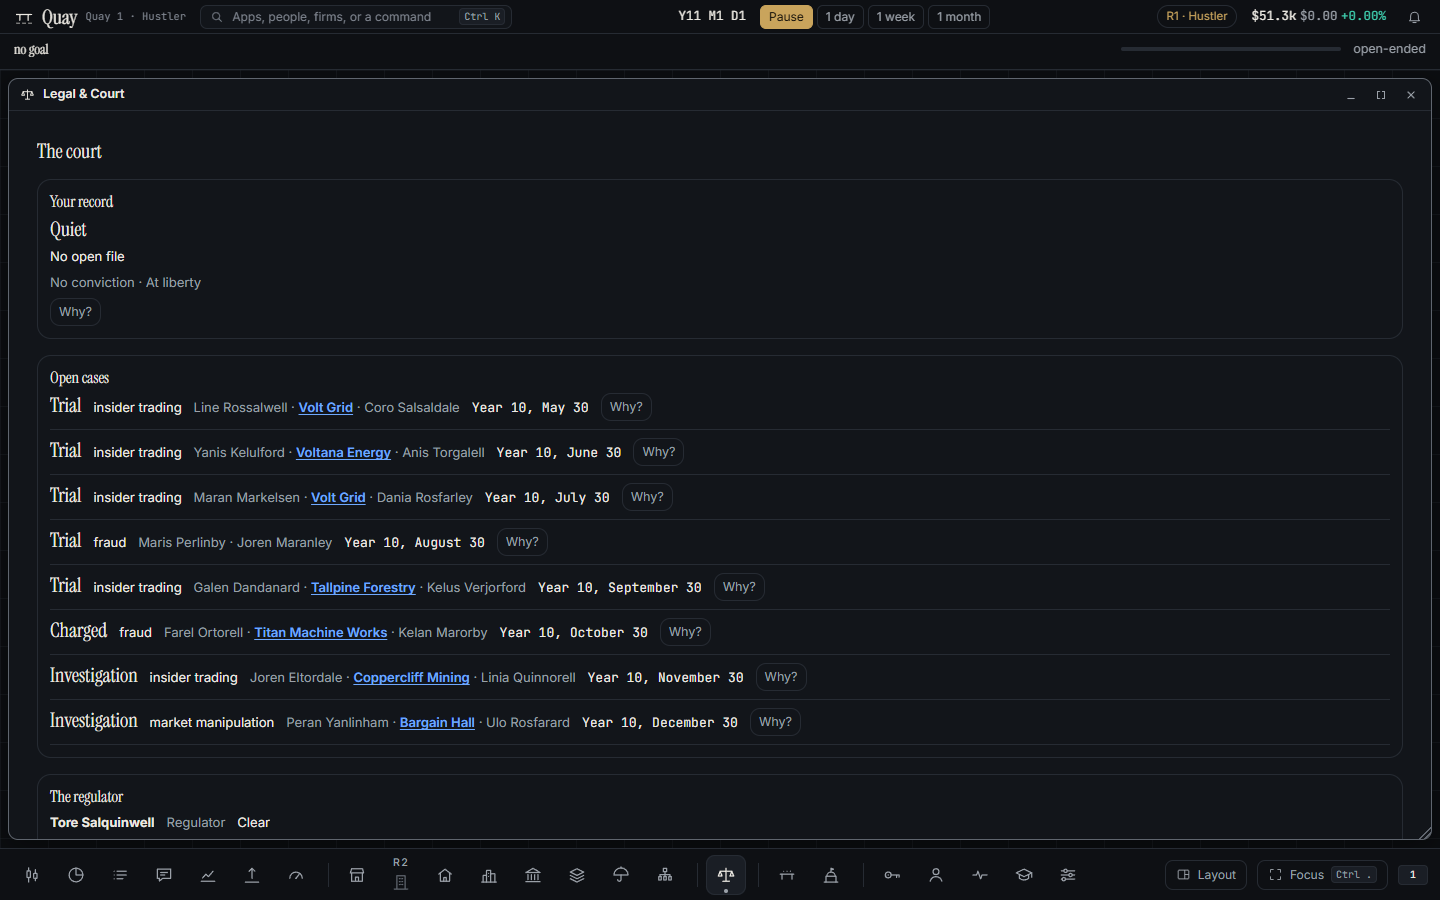 Quay Quay 1 · Hustler Apps, people, firms, or a command Ctrl K Y11 M1 D1 Pause 1 day 1 week 1 month R1 · Hustler $51.3k $0.00 +0.00%
no goal open-ended
Legal & Court
The court
Your record
Quiet
No open file
No conviction · At liberty
Why?
Open cases
Trial insider trading Line Rossalwell · Volt Grid · Coro Salsaldale Year 10, May 30 Why?
Trial insider trading Yanis Kelulford · Voltana Energy · Anis Torgalell Year 10, June 30 Why?
Trial insider trading Maran Markelsen · Volt Grid · Dania Rosfarley Year 10, July 30 Why?
Trial fraud Maris Perlinby · Joren Maranley Year 10, August 30 Why?
Trial insider trading Galen Dandanard · Tallpine Forestry · Kelus Verjorford Year 10, September 30 Why?
Charged fraud Farel Ortorell · Titan Machine Works · Kelan Marorby Year 10, October 30 Why?
Investigation insider trading Joren Eltordale · Coppercliff Mining · Linia Quinnorell Year 10, November 30 Why?
Investigation market manipulation Peran Yanlinham · Bargain Hall · Ulo Rosfarard Year 10, December 30 Why?
The regulator
Tore Salquinwell Regulator Clear
R2
Layout Focus Ctrl . 1